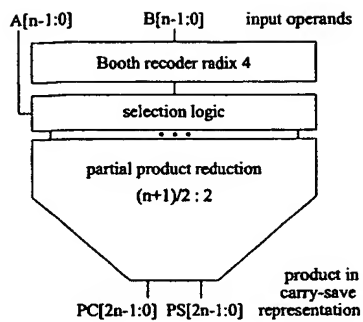 A[n-1:0] B[n-1:0] input operands
Booth recoder radix 4
selection logic
• • •
partial product reduction
(n+1)/2 : 2
product in
carry-save
PC[2n-1:0] PS[2n-1:0] representation